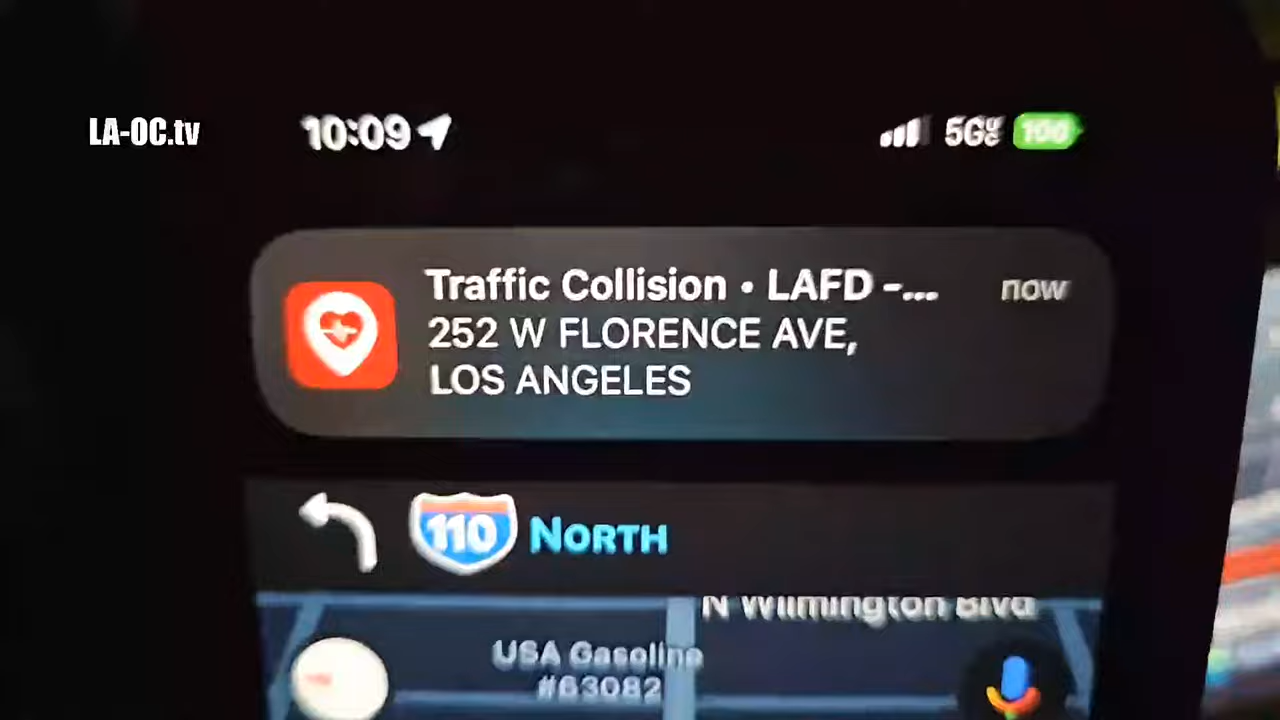 LA-OC.tv
10:09
5G
100
Traffic Collision • LAFD -...
now
252 W FLORENCE AVE,
LOS ANGELES
110 NORTH
N Wilmington Blvd
USA Gasoline
#63082